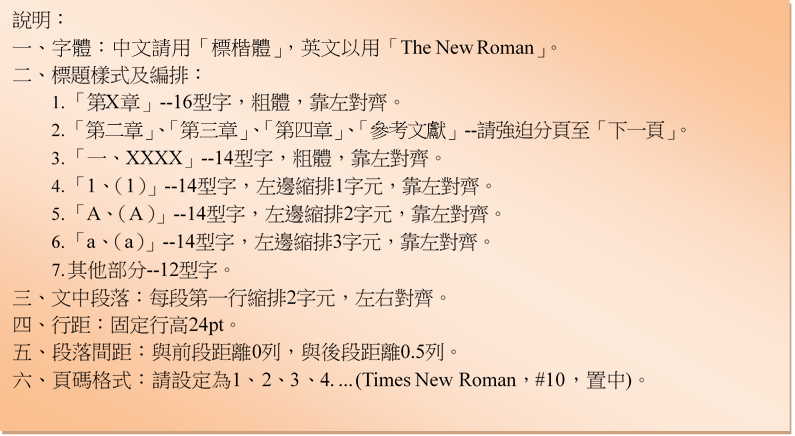 說明：
一、字體：中文請用「標楷體」，英文以用「The New Roman」。
二、標題樣式及編排：
1.「第X章」--16型字，粗體，靠左對齊。
2.「第二章」、「第三章」、「第四章」、「參考文獻」--請強迫分頁至「下一頁」。
3.「一、XXXX」--14型字，粗體，靠左對齊。
4.「1、（1）」--14型字，左邊縮排1字元，靠左對齊。
5.「A、（A）」--14型字，左邊縮排2字元，靠左對齊。
6.「a、（a）」--14型字，左邊縮排3字元，靠左對齊。
7.其他部分--12型字。
三、文中段落：每段第一行縮排2字元，左右對齊。
四、行距：固定行高24pt。
五、段落間距：與前段距離0列，與後段距離0.5列。
六、頁碼格式：請設定為1、2、3、4. ... (Times New Roman，#10，置中)。